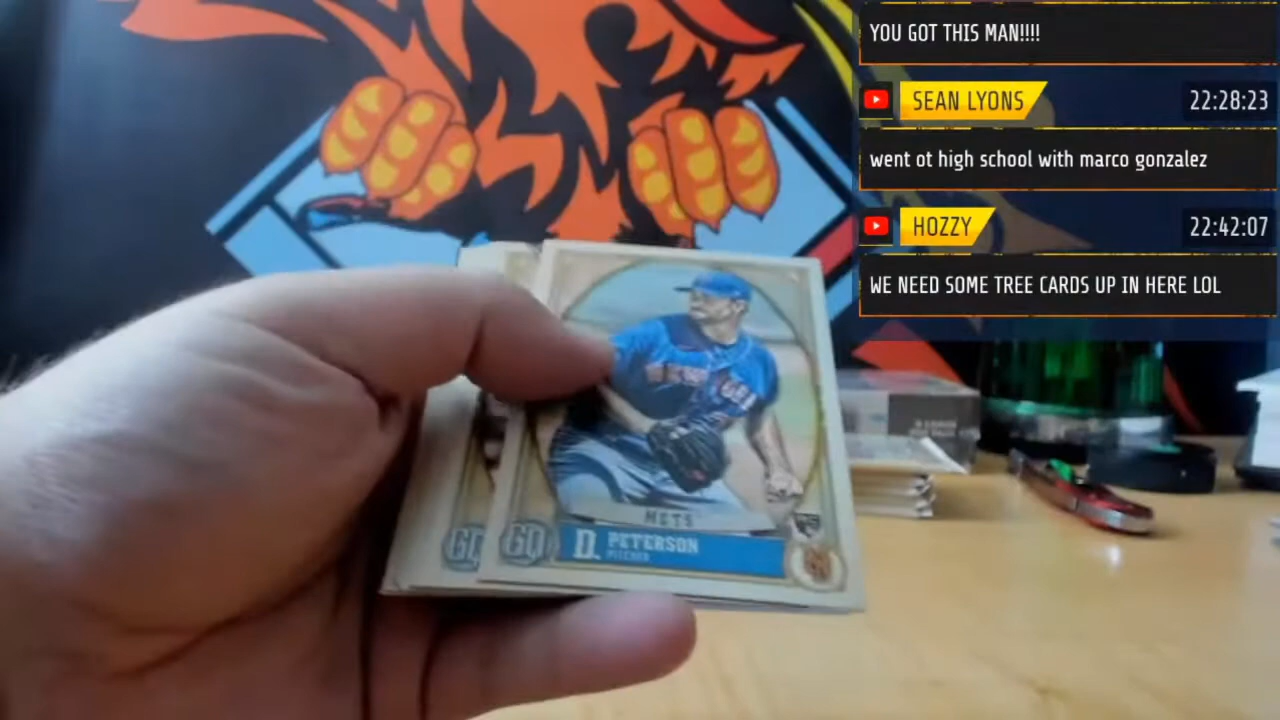 YOU GOT THIS MAN!!!!
SEAN LYONS
22:28:23
went ot high school with marco gonzalez
HOZZY
22:42:07
WE NEED SOME TREE CARDS UP IN HERE LOL
METS
GQ
GQ
D. PETERSON
PITCHER